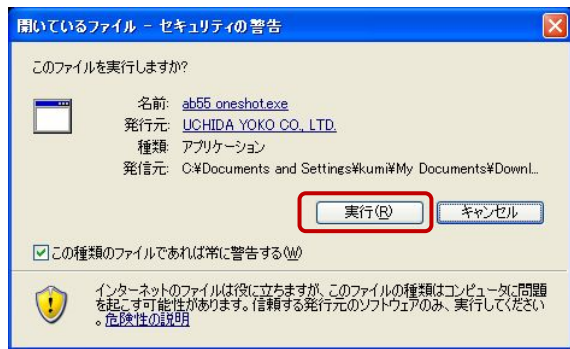 開いているファイル - セキュリティの警告
このファイルを実行しますか?
名前: ab55 oneshot.exe
発行元: UCHIDA YOKO CO., LTD.
種類: アプリケーション
発信元: C:¥Documents and Settings¥kumi¥My Documents¥Downl...
実行(R) キャンセル
この種類のファイルであれば常に警告する(W)
インターネットのファイルは役に立ちますが、このファイルの種類はコンピュータに問題
を起こす可能性があります。信頼する発行元のソフトウェアのみ、実行してください
。危険性の説明